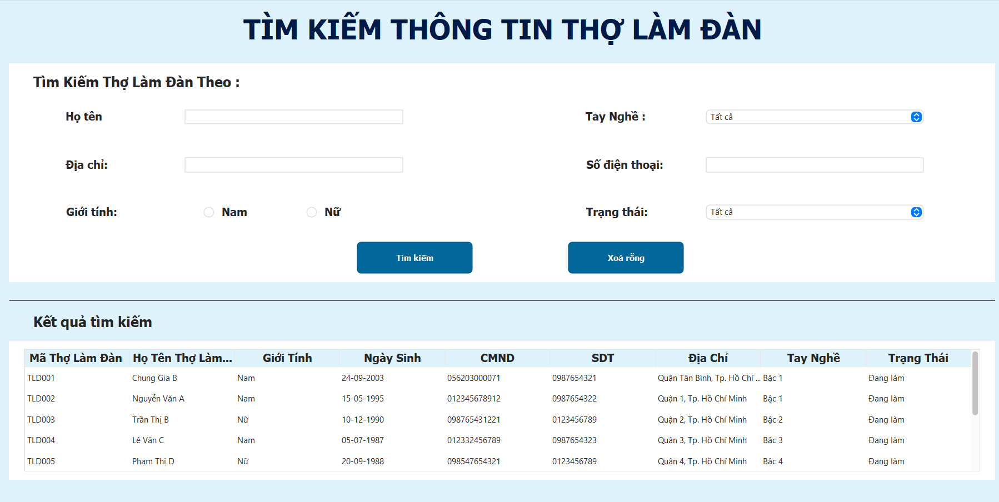 TÌM KIẾM THÔNG TIN THỢ LÀM ĐÀN
Tìm Kiếm Thợ Làm Đàn Theo :
Họ tên
Tay Nghề : Tất cả
Địa chỉ:
Số điện thoại:
Giới tính: Nam Nữ
Trạng thái: Tất cả
Tìm kiếm Xoá rỗng
Kết quả tìm kiếm
Mã Thợ Làm Đàn Họ Tên Thợ Làm... Giới Tính Ngày Sinh CMND SDT Địa Chỉ Tay Nghề Trạng Thái
TLD001 Chung Gia B Nam 24-09-2003 056203000071 0987654321 Quận Tân Bình, Tp. Hồ Chí ... Bậc 1 Đang làm
TLD002 Nguyễn Văn A Nam 15-05-1995 012345678912 0987654322 Quận 1, Tp. Hồ Chí Minh Bậc 1 Đang làm
TLD003 Trần Thị B Nữ 10-12-1990 098765431221 0123456789 Quận 2, Tp. Hồ Chí Minh Bậc 2 Đang làm
TLD004 Lê Văn C Nam 05-07-1987 012332456789 0987654323 Quận 3, Tp. Hồ Chí Minh Bậc 3 Đang làm
TLD005 Phạm Thị D Nữ 20-09-1988 098547654321 0123456789 Quận 4, Tp. Hồ Chí Minh Bậc 4 Đang làm